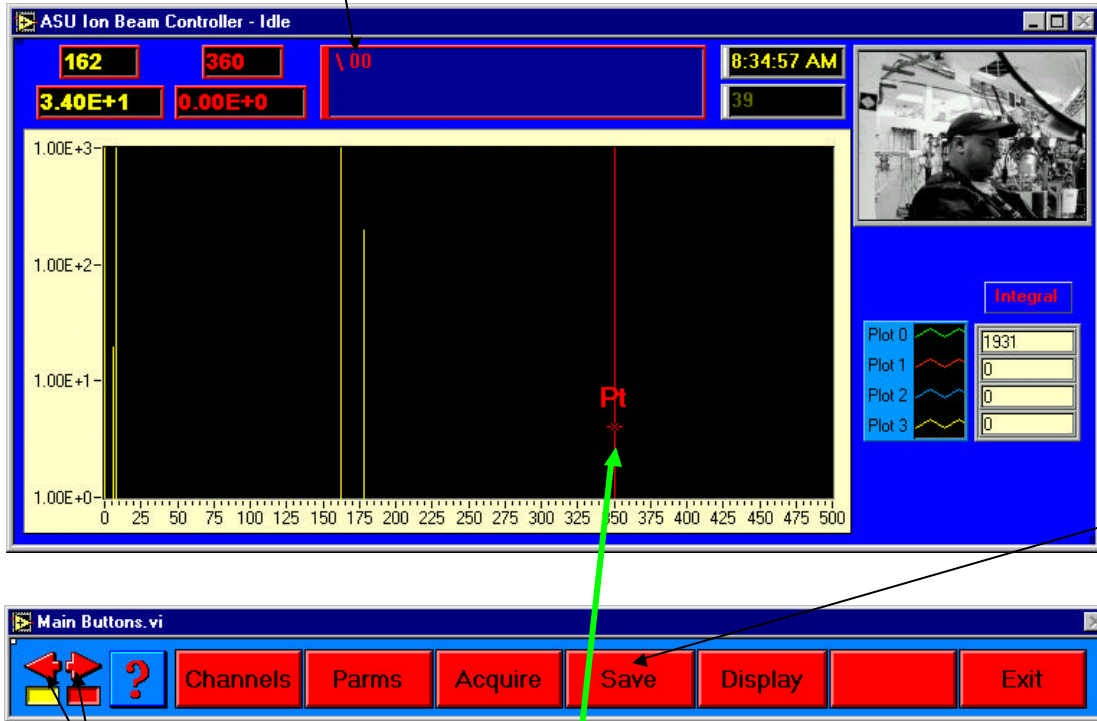 ASU Ion Beam Controller - Idle
162 360 \ 00 8:34:57 AM
3.40E+1 0.00E+0 39
1.00E+3
1.00E+2
1.00E+1
1.00E+0
Pt
0 25 50 75 100 125 150 175 200 225 250 275 300 325 350 375 400 425 450 475 500
Integral
Plot 0 1931
Plot 1 0
Plot 2 0
Plot 3 0
Main Buttons.vi
? Channels Parms Acquire Save Display Exit